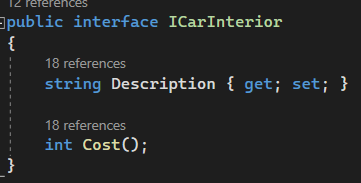 12 references
public interface ICarInterior
{
18 references
string Description { get; set; }
18 references
int Cost();
}